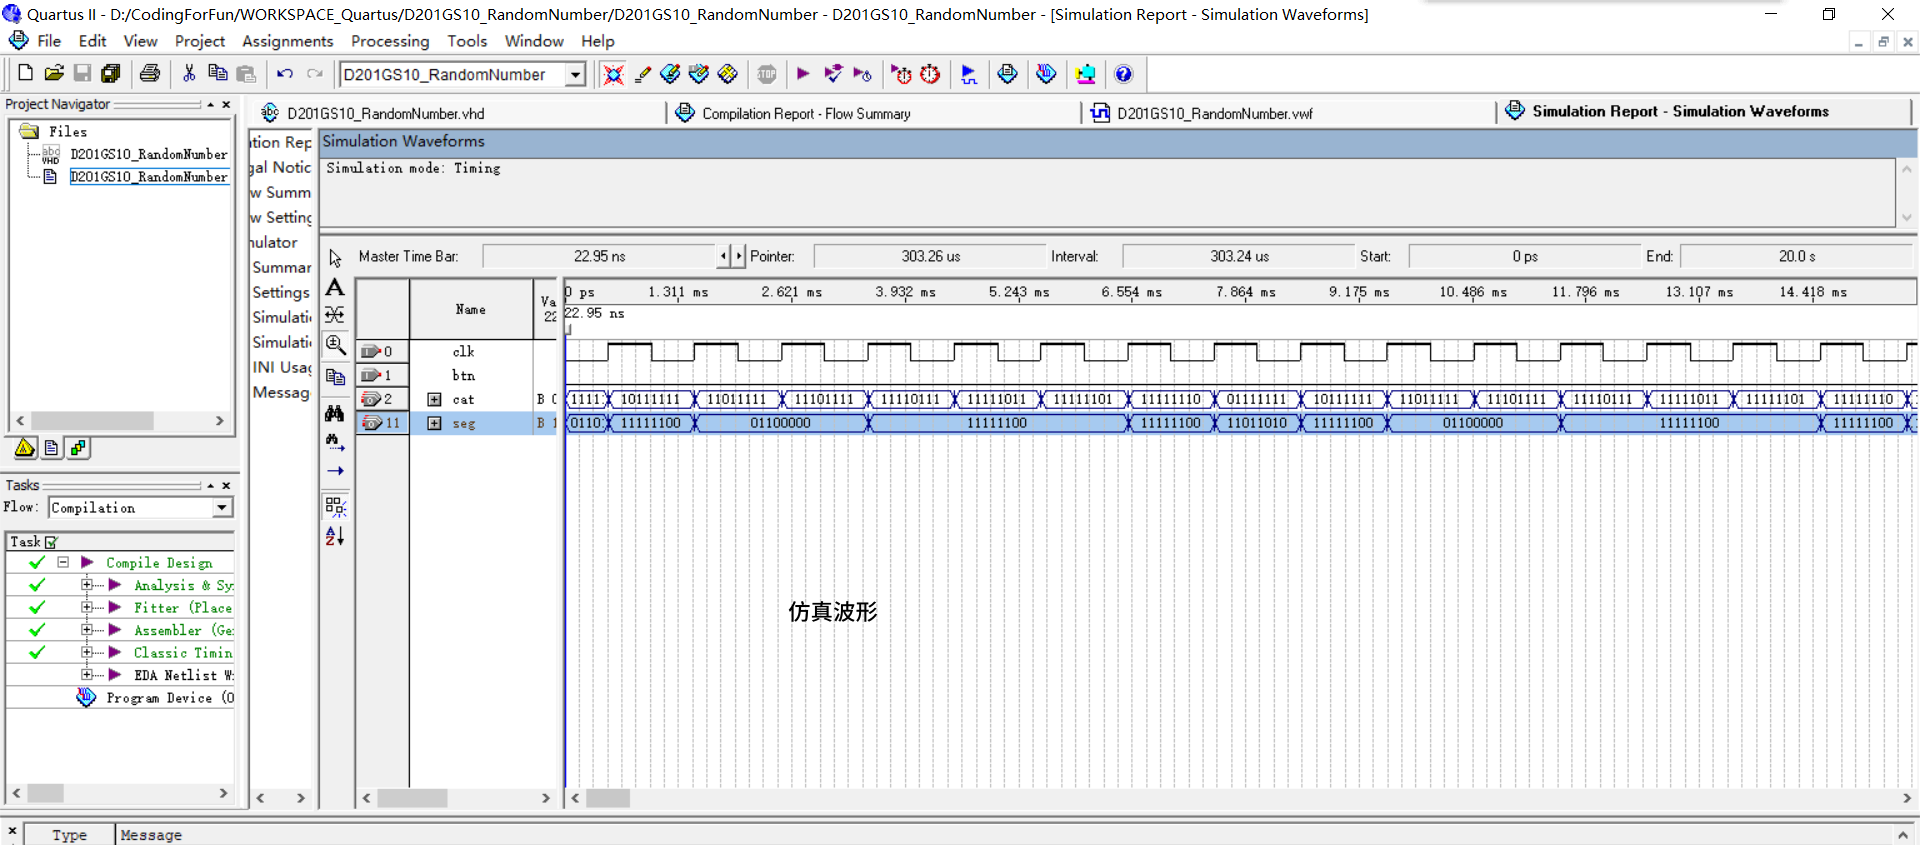 Quartus II - D:/CodingForFun/WORKSPACE_Quartus/D201GS10_RandomNumber/D201GS10_RandomNumber - D201GS10_RandomNumber - [Simulation Report - Simulation Waveforms]
File Edit View Project Assignments Processing Tools Window Help
D201GS10_RandomNumber
Project Navigator
Files
D201GS10_RandomNumber
D201GS10_RandomNumber
Tasks
Flow: Compilation
Task
Compile Design
Analysis & Sy
Fitter (Place
Assembler (Ge
Classic Timin
EDA Netlist W
Program Device (O
D201GS10_RandomNumber.vhd
Compilation Report - Flow Summary
D201GS10_RandomNumber.vwf
Simulation Report - Simulation Waveforms
tion Rep
gal Notic
w Summ
w Setting
nulator
Summar
Settings
Simulati
Simulati
INI Usag
Messag
Simulation Waveforms
Simulation mode: Timing
Master Time Bar: 22.95 ns Pointer: 303.26 us Interval: 303.24 us Start: 0 ps End: 20.0 s
Name Va 22
0 ps 1.311 ms 2.621 ms 3.932 ms 5.243 ms 6.554 ms 7.864 ms 9.175 ms 10.486 ms 11.796 ms 13.107 ms 14.418 ms
22.95 ns
0 clk
1 btn
2 cat B 0 1111 10111111 11011111 11101111 11110111 11111011 11111101 11111110 01111111 10111111 11011111 11101111 11110111 11111011 11111101 11111110
11 seg B 1 0110 11111100 01100000 11111100 11111100 11011010 11111100 01100000 11111100 11111100
仿真波形
Type Message